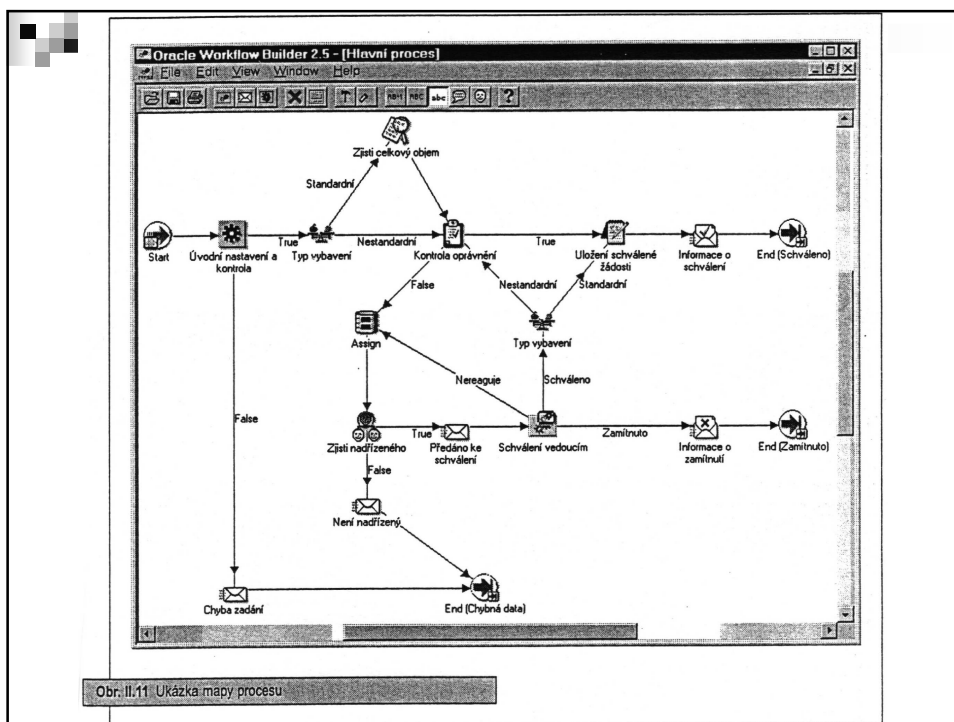 Oracle Workflow Builder 2.5 - [Hlavní proces]
File Edit View Window Help
Zjisti celkový objem
Standardní
Start
Úvodní nastavení a
kontrola
True
Typ vybavení
Nestandardní
Kontrola oprávnění
True
Uložení schválené
žádosti
Informace o
schválení
End (Schváleno)
False
Nestandardní
Standardní
Assign
Typ vybavení
Nereaguje
Schváleno
False
Zjisti nadřízeného
True
Předáno ke
schválení
Schválení vedoucím
Zamítnuto
Informace o
zamítnutí
End (Zamítnuto)
False
Není nadřízený
Chyba zadání
End (Chybná data)
Obr. II.11 Ukázka mapy procesu